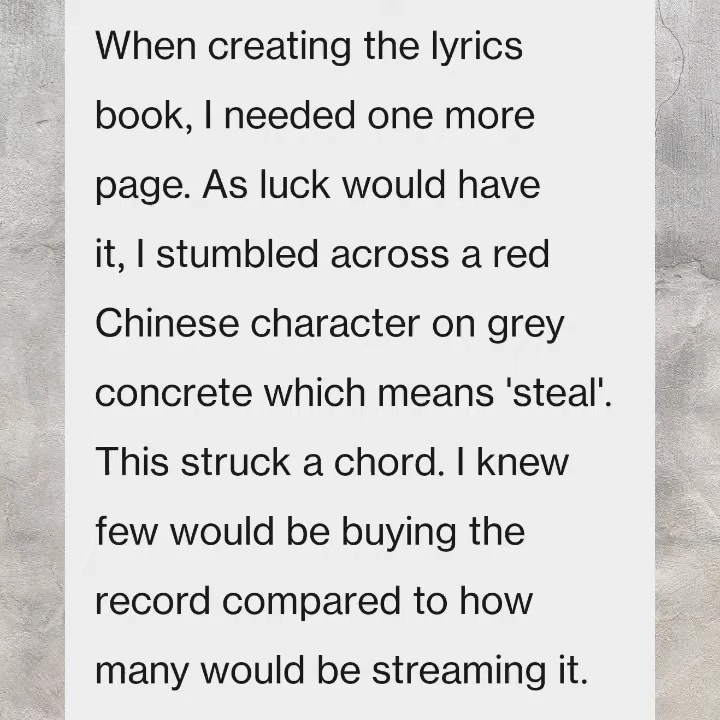 When creating the lyrics
book, I needed one more
page. As luck would have
it, I stumbled across a red
Chinese character on grey
concrete which means 'steal'.
This struck a chord. I knew
few would be buying the
record compared to how
many would be streaming it.